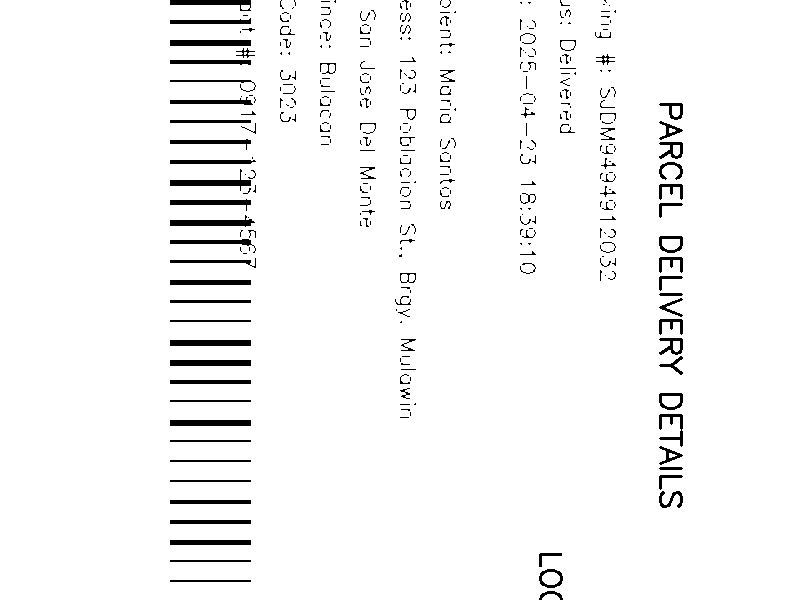 PARCEL DELIVERY DETAILS
king #: SJDM9494912032
us: Delivered
: 2025-04-23 18:39:10
LOC
pient: Maria Santos
ess: 123 Poblacion St., Brgy. Mulawin
San Jose Del Monte
ince: Bulacan
Code: 3023
#: 0917-123-4567